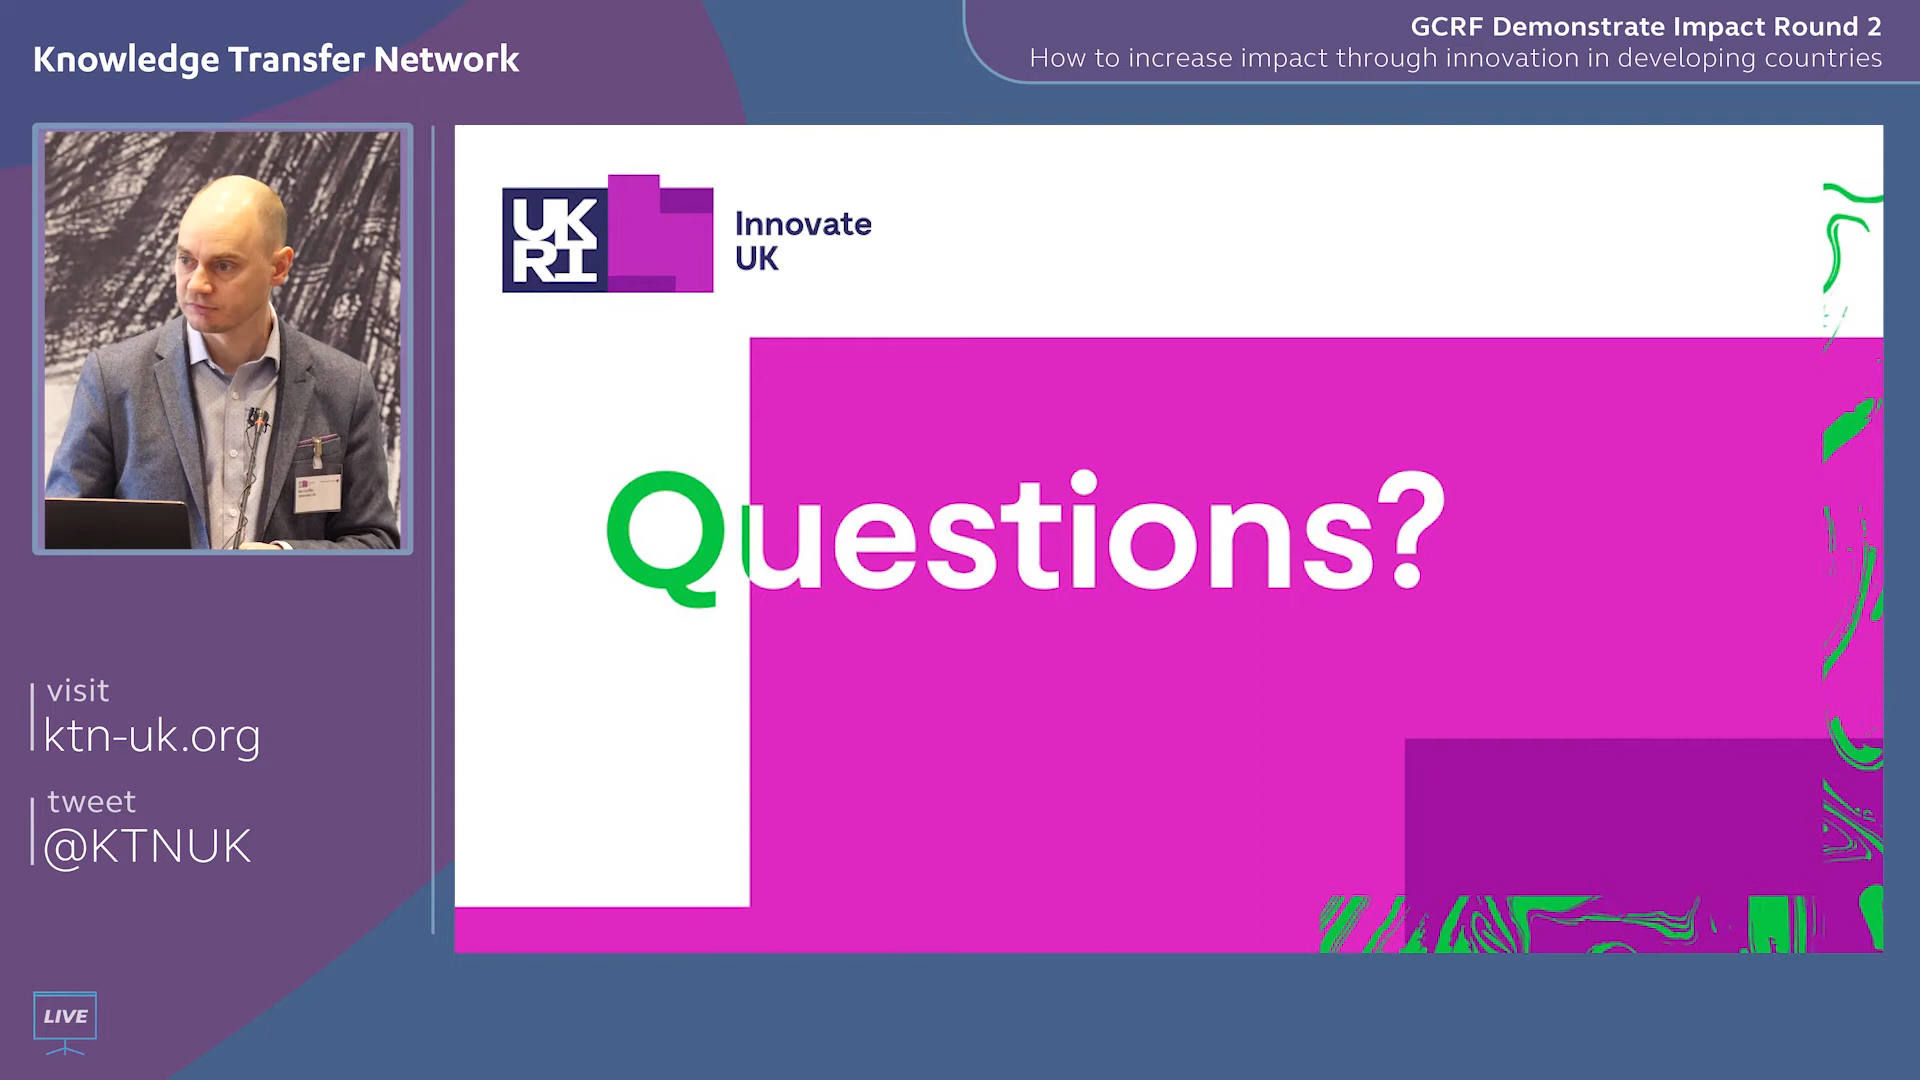 Knowledge Transfer Network
GCRF Demonstrate Impact Round 2
How to increase impact through innovation in developing countries
UK
RI
Innovate
UK
Questions?
visit
ktn-uk.org
tweet
@KTNUK
LIVE